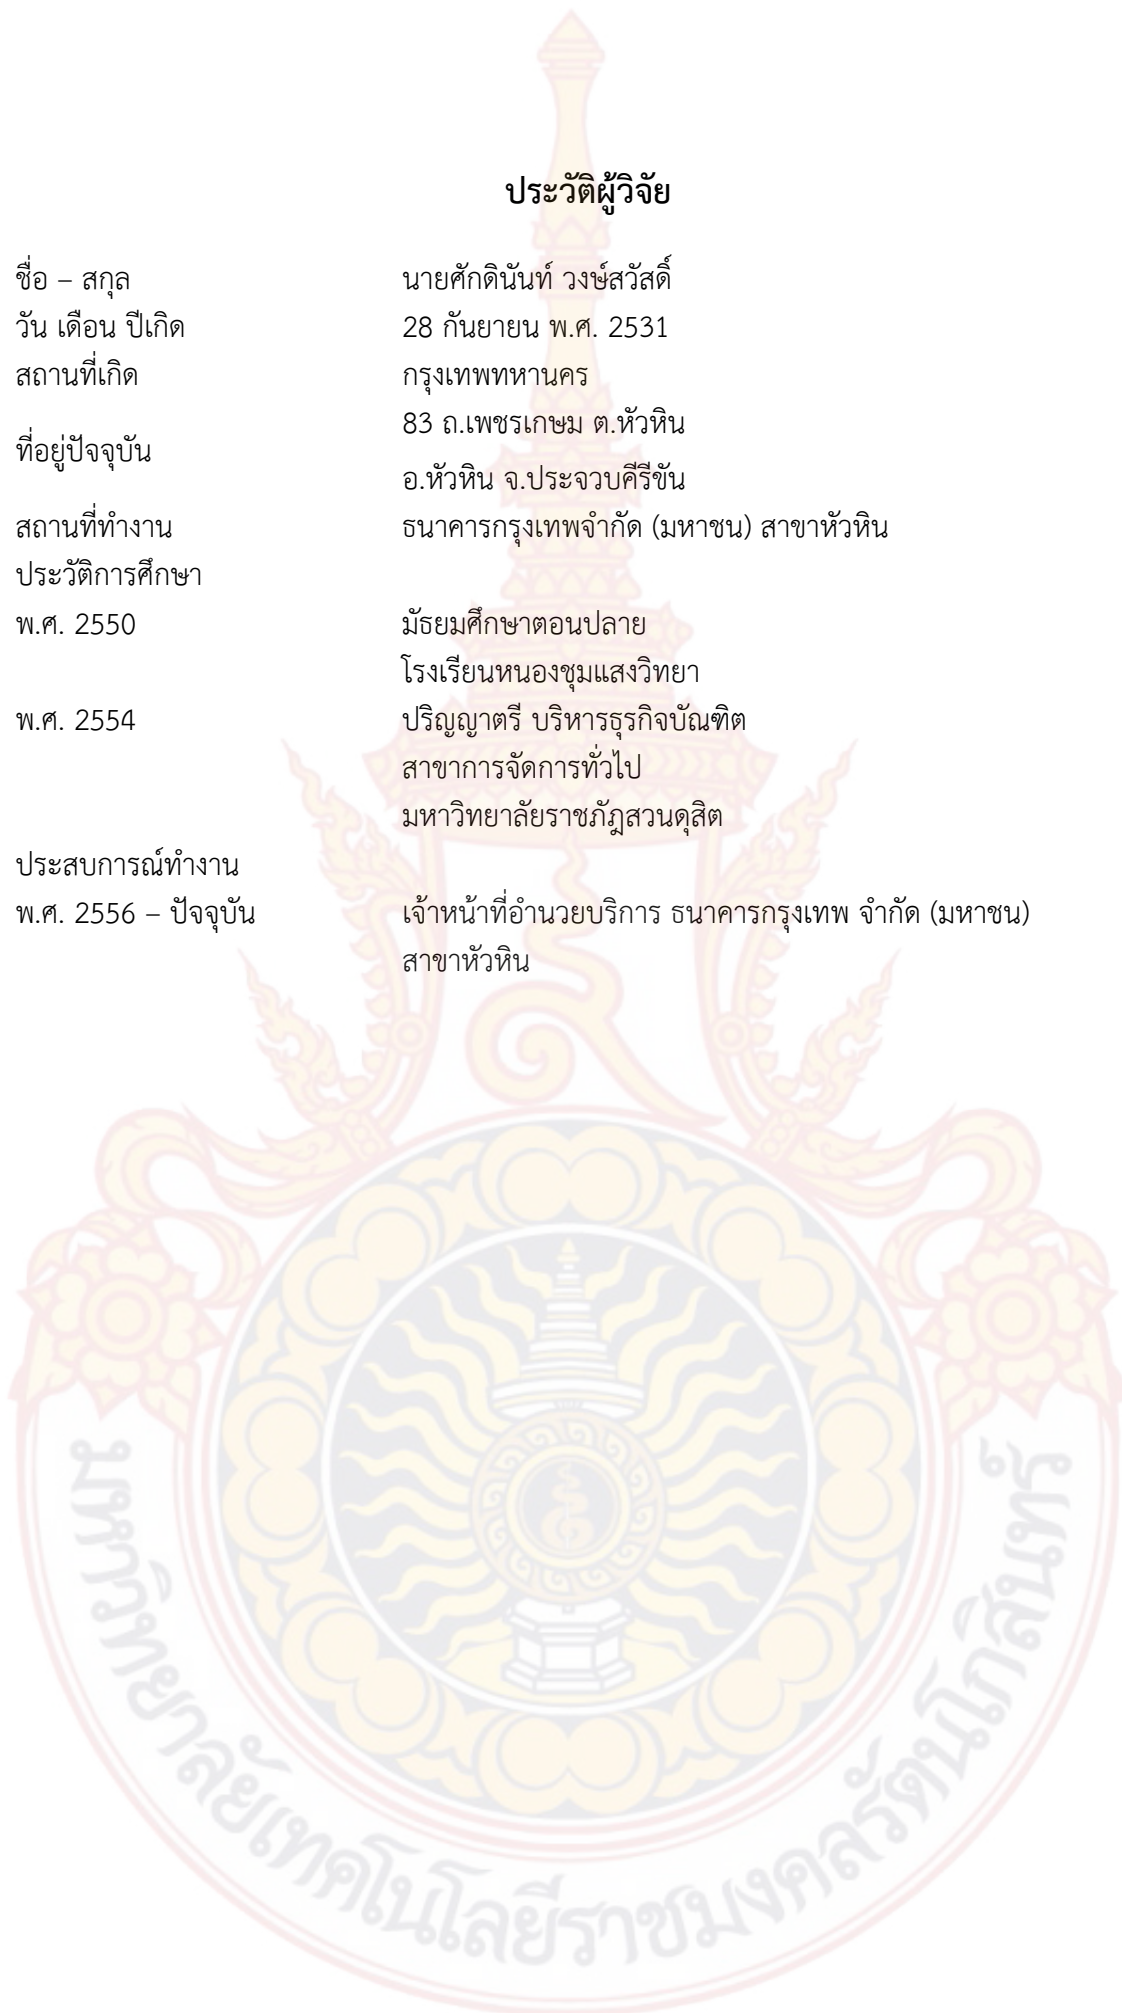 ประวัติผู้วิจัย
ชื่อ – สกุล นายศักดินันท์ วงษ์สวัสดิ์
วัน เดือน ปีเกิด 28 กันยายน พ.ศ. 2531
สถานที่เกิด กรุงเทพทหานคร
ที่อยู่ปัจจุบัน 83 ถ.เพชรเกษม ต.หัวหิน
อ.หัวหิน จ.ประจวบคีรีขัน
สถานที่ทำงาน ธนาคารกรุงเทพจำกัด (มหาชน) สาขาหัวหิน
ประวัติการศึกษา
พ.ศ. 2550 มัธยมศึกษาตอนปลาย
โรงเรียนหนองชุมแสงวิทยา
พ.ศ. 2554 ปริญญาตรี บริหารธุรกิจบัณฑิต
สาขาการจัดการทั่วไป
มหาวิทยาลัยราชภัฎสวนดุสิต
ประสบการณ์ทำงาน
พ.ศ. 2556 – ปัจจุบัน เจ้าหน้าที่อำนวยบริการ ธนาคารกรุงเทพ จำกัด (มหาชน)
สาขาหัวหิน
มหาวิทยาลัยเทคโนโลยีราชมงคลรัตนโกสินทร์